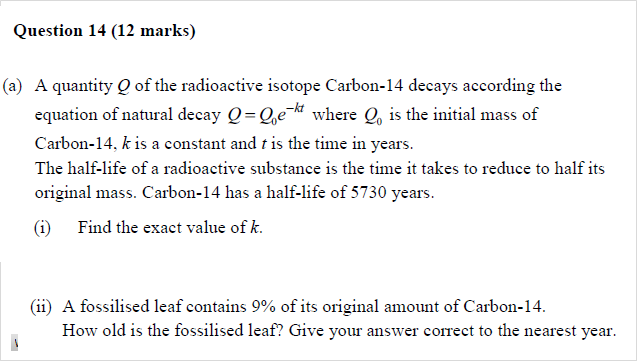 Question 14 (12 marks)
(a) A quantity Q of the radioactive isotope Carbon-14 decays according the
equation of natural decay Q = Q₀e⁻ᵏᵗ where Q₀ is the initial mass of
Carbon-14, k is a constant and t is the time in years.
The half-life of a radioactive substance is the time it takes to reduce to half its
original mass. Carbon-14 has a half-life of 5730 years.
(i) Find the exact value of k.
(ii) A fossilised leaf contains 9% of its original amount of Carbon-14.
How old is the fossilised leaf? Give your answer correct to the nearest year.